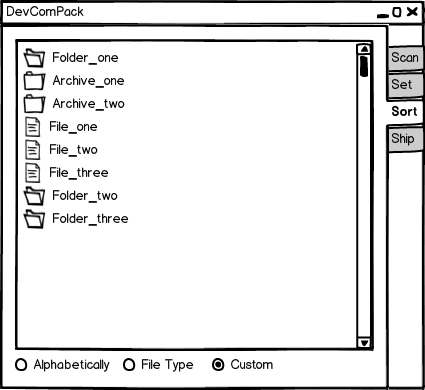 DevComPack
Folder_one
Archive_one
Archive_two
File_one
File_two
File_three
Folder_two
Folder_three
Scan
Set
Sort
Ship
Alphabetically File Type Custom